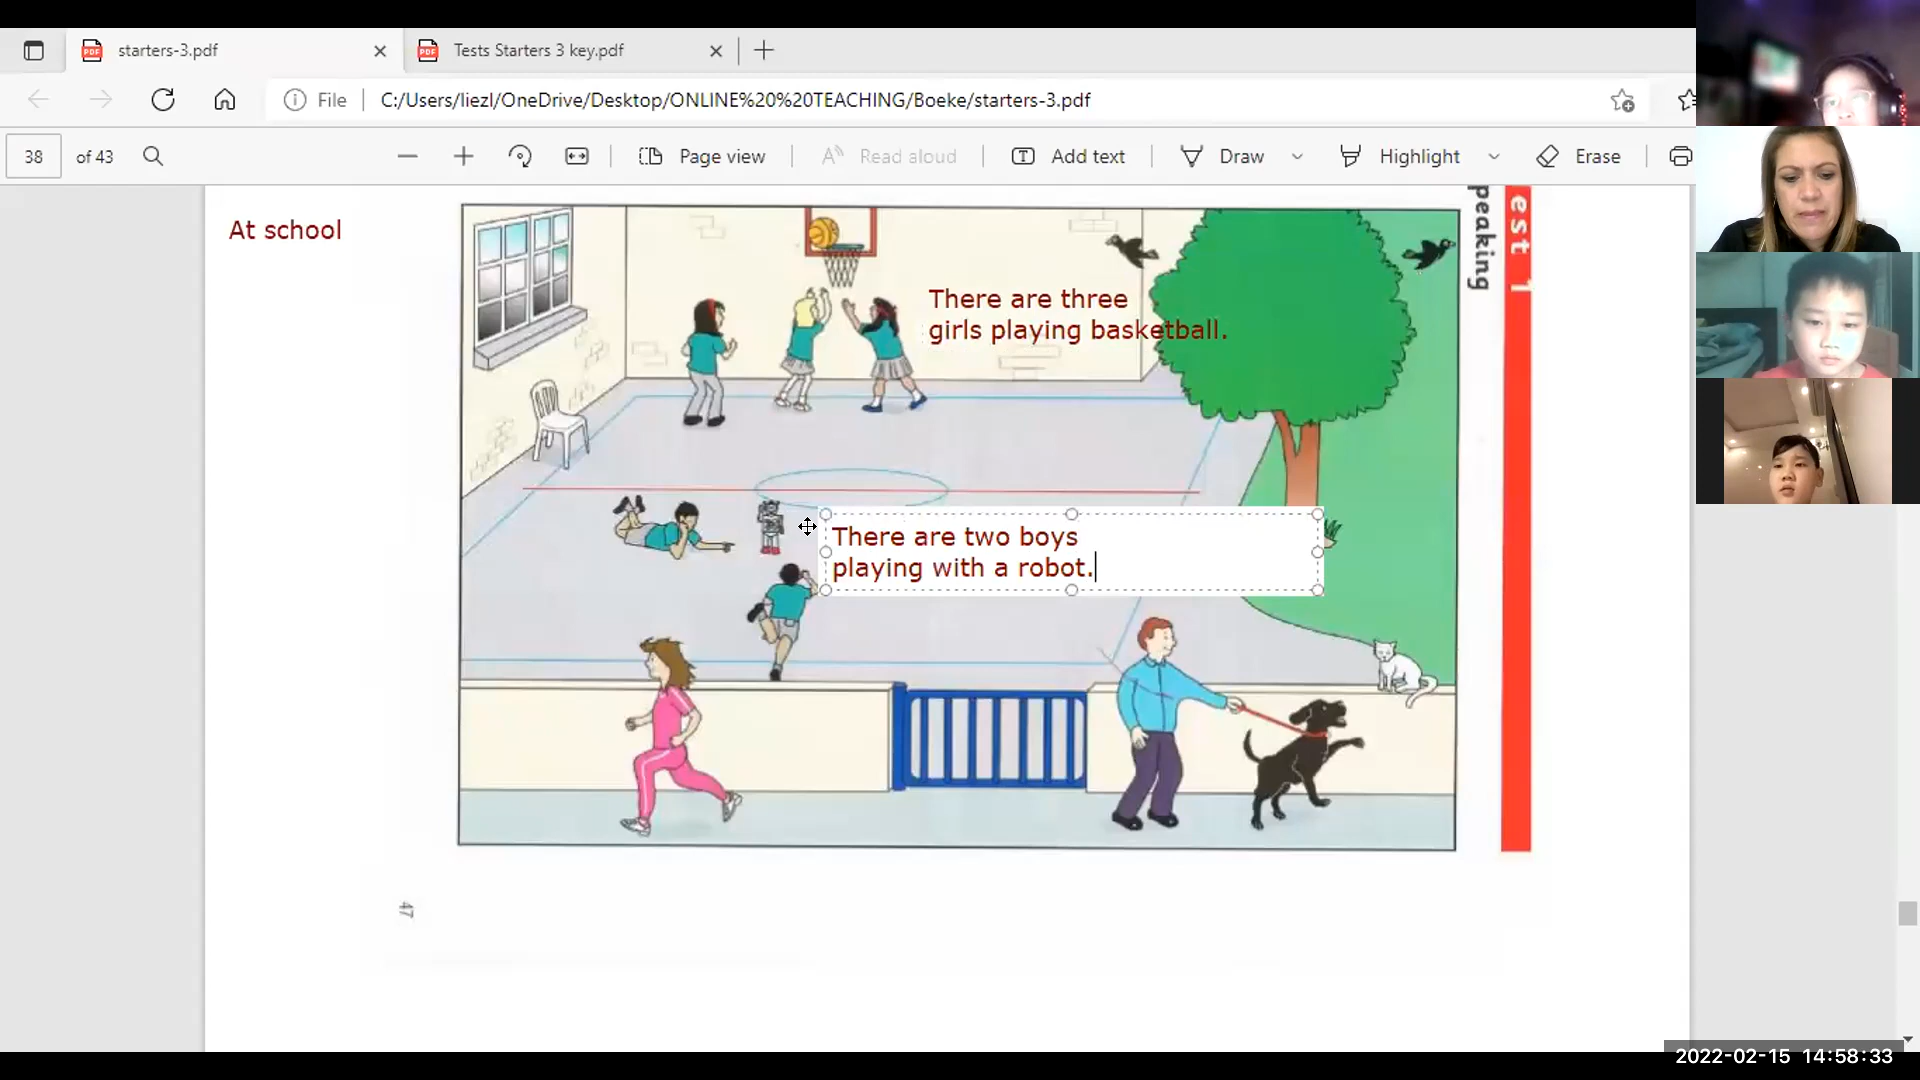 starters-3.pdf
Tests Starters 3 key.pdf
File
C:/Users/liezl/OneDrive/Desktop/ONLINE%20%20TEACHING/Boeke/starters-3.pdf
38
of 43
Page view
Read aloud
Add text
Draw
Highlight
Erase
At school
There are three
girls playing basketball.
There are two boys
playing with a robot.
est 1
peaking
47
2022-02-15 14:58:33